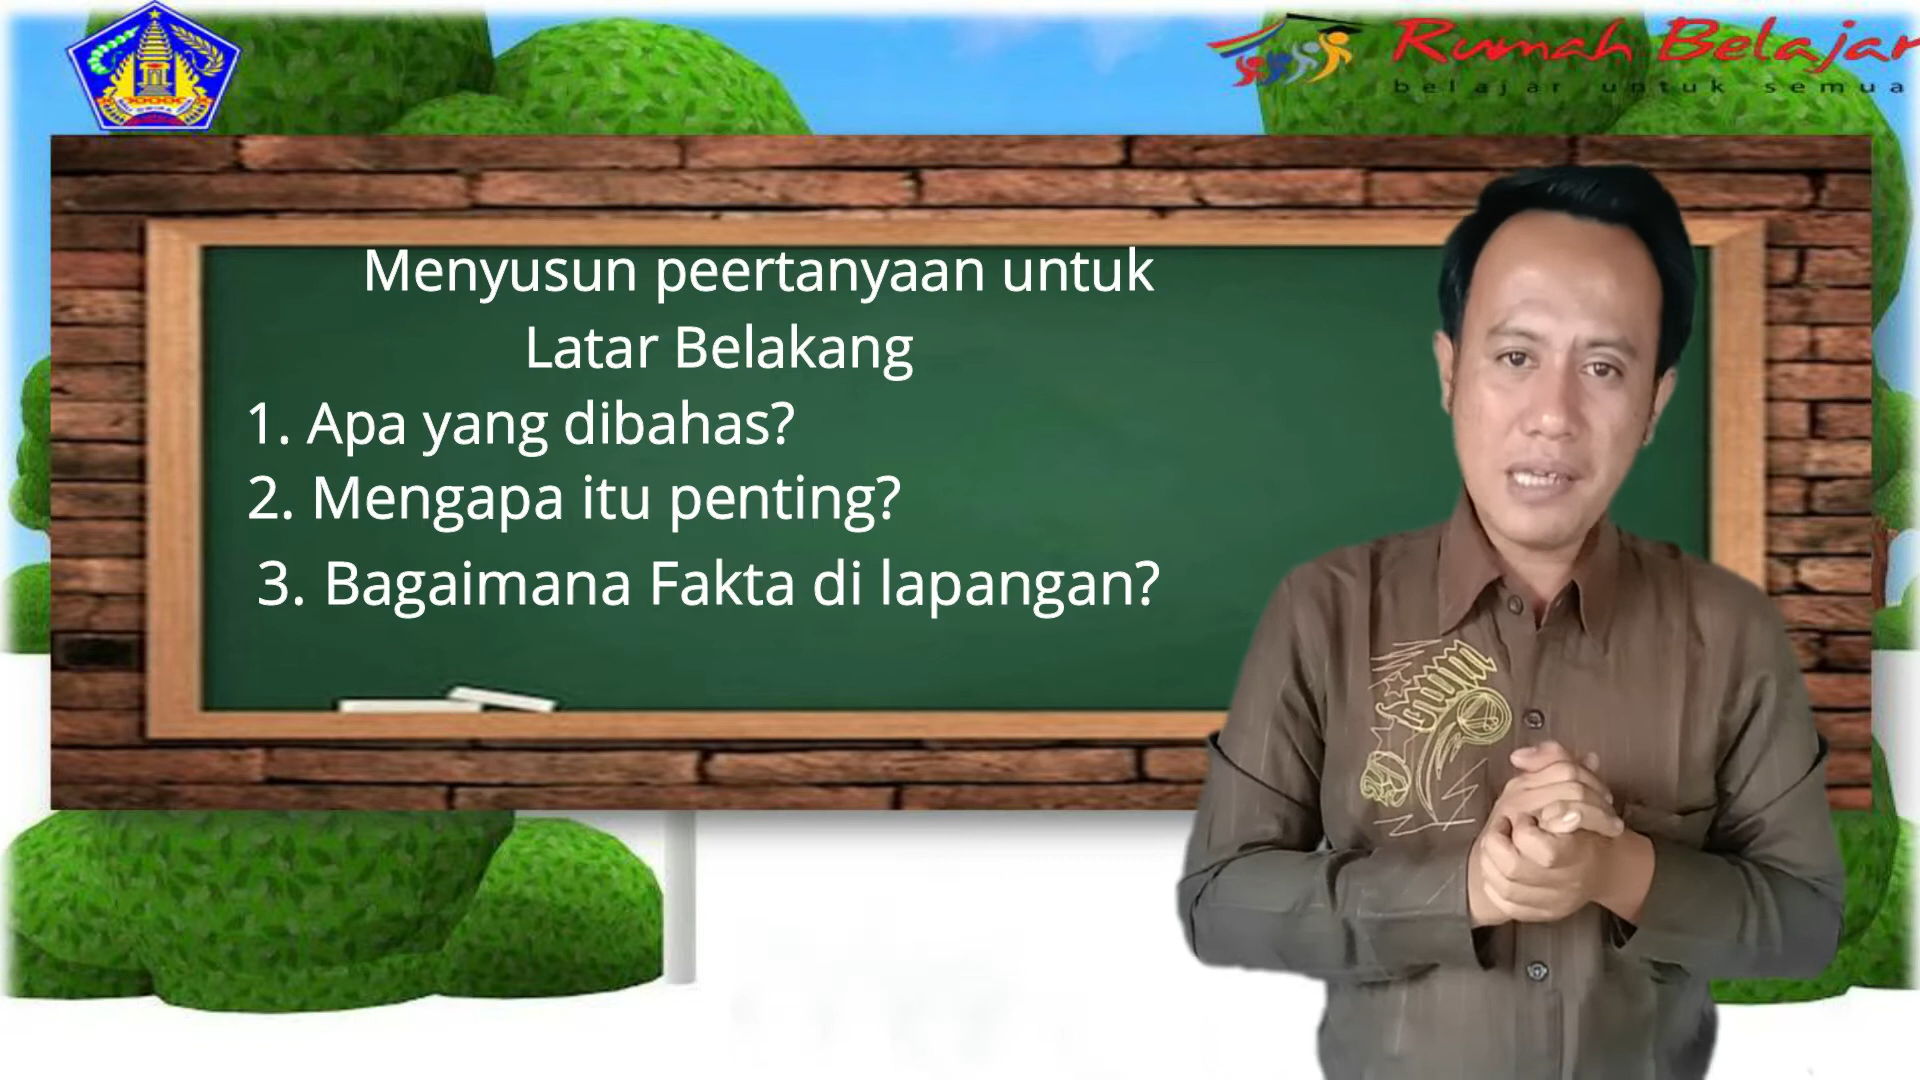 Rumah Belajar
belajar untuk semua
Menyusun peertanyaan untuk
Latar Belakang
1. Apa yang dibahas?
2. Mengapa itu penting?
3. Bagaimana Fakta di lapangan?